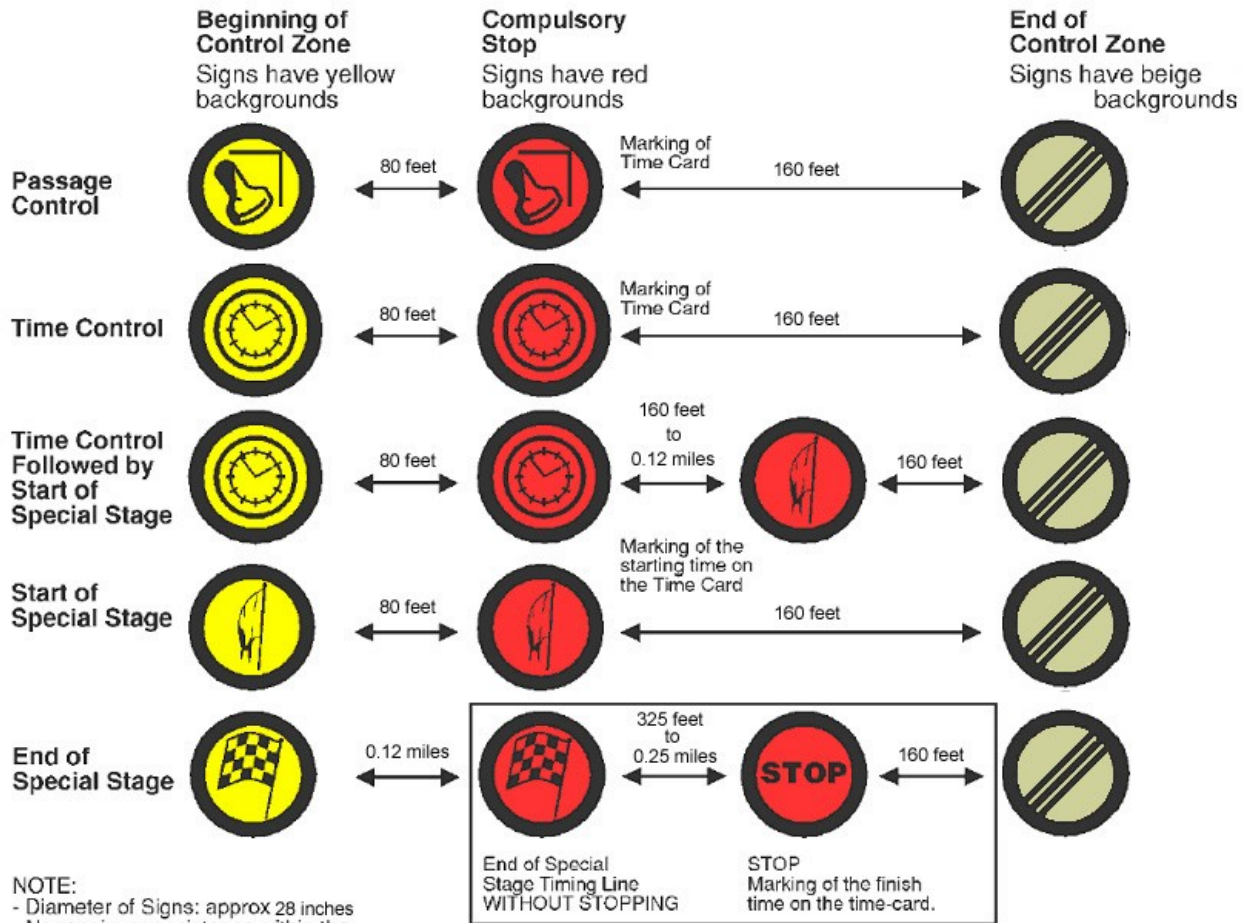 Beginning of
Control Zone
Signs have yellow
backgrounds
Compulsory
Stop
Signs have red
backgrounds
End of
Control Zone
Signs have beige
backgrounds
Passage
Control
80 feet
Marking of
Time Card
160 feet
Time Control
80 feet
Marking of
Time Card
160 feet
Time Control
Followed by
Start of
Special Stage
80 feet
160 feet
to
0.12 miles
160 feet
Start of
Special Stage
80 feet
Marking of the
starting time on
the Time Card
160 feet
End of
Special Stage
0.12 miles
325 feet
to
0.25 miles
STOP
160 feet
End of Special
Stage Timing Line
WITHOUT STOPPING
STOP
Marking of the finish
time on the time-card.
NOTE:
- Diameter of Signs: approx 28 inches